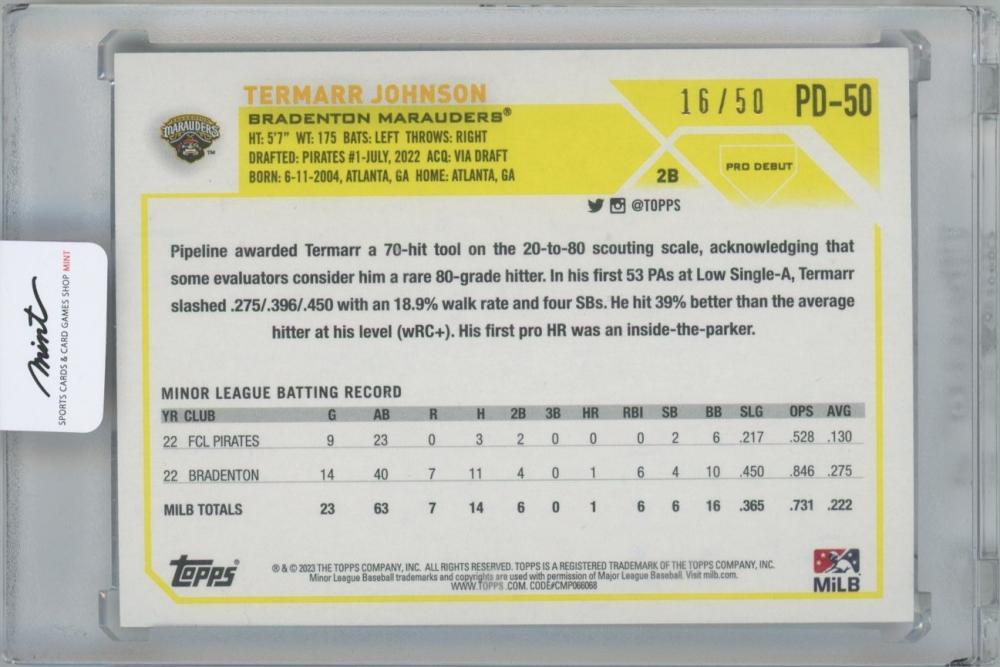 TERMARR JOHNSON
BRADENTON MARAUDERS®
HT: 5'7" WT: 175 BATS: LEFT THROWS: RIGHT
DRAFTED: PIRATES #1-JULY, 2022 ACQ: VIA DRAFT
BORN: 6-11-2004, ATLANTA, GA HOME: ATLANTA, GA
MARAUDERS
TM
16/50 PD-50
PRO DEBUT
2B
@TOPPS
Pipeline awarded Termarr a 70-hit tool on the 20-to-80 scouting scale, acknowledging that
some evaluators consider him a rare 80-grade hitter. In his first 53 PAs at Low Single-A, Termarr
slashed .275/.396/.450 with an 18.9% walk rate and four SBs. He hit 39% better than the average
hitter at his level (wRC+). His first pro HR was an inside-the-parker.
mint
SPORTS CARDS & CARD GAMES SHOP MINT
MINOR LEAGUE BATTING RECORD
YR CLUB G AB R H 2B 3B HR RBI SB BB SLG OPS AVG
22 FCL PIRATES 9 23 0 3 2 0 0 0 2 6 .217 .528 .130
22 BRADENTON 14 40 7 11 4 0 1 6 4 10 .450 .846 .275
MILB TOTALS 23 63 7 14 6 0 1 6 6 16 .365 .731 .222
TOPPS®
® & © 2023 THE TOPPS COMPANY, INC. ALL RIGHTS RESERVED. TOPPS IS A REGISTERED TRADEMARK OF THE TOPPS COMPANY, INC.
Minor League Baseball trademarks and copyrights are used with permission of Major League Baseball. Visit milb.com.
WWW.TOPPS.COM. CODE#CMP066068
MiLB